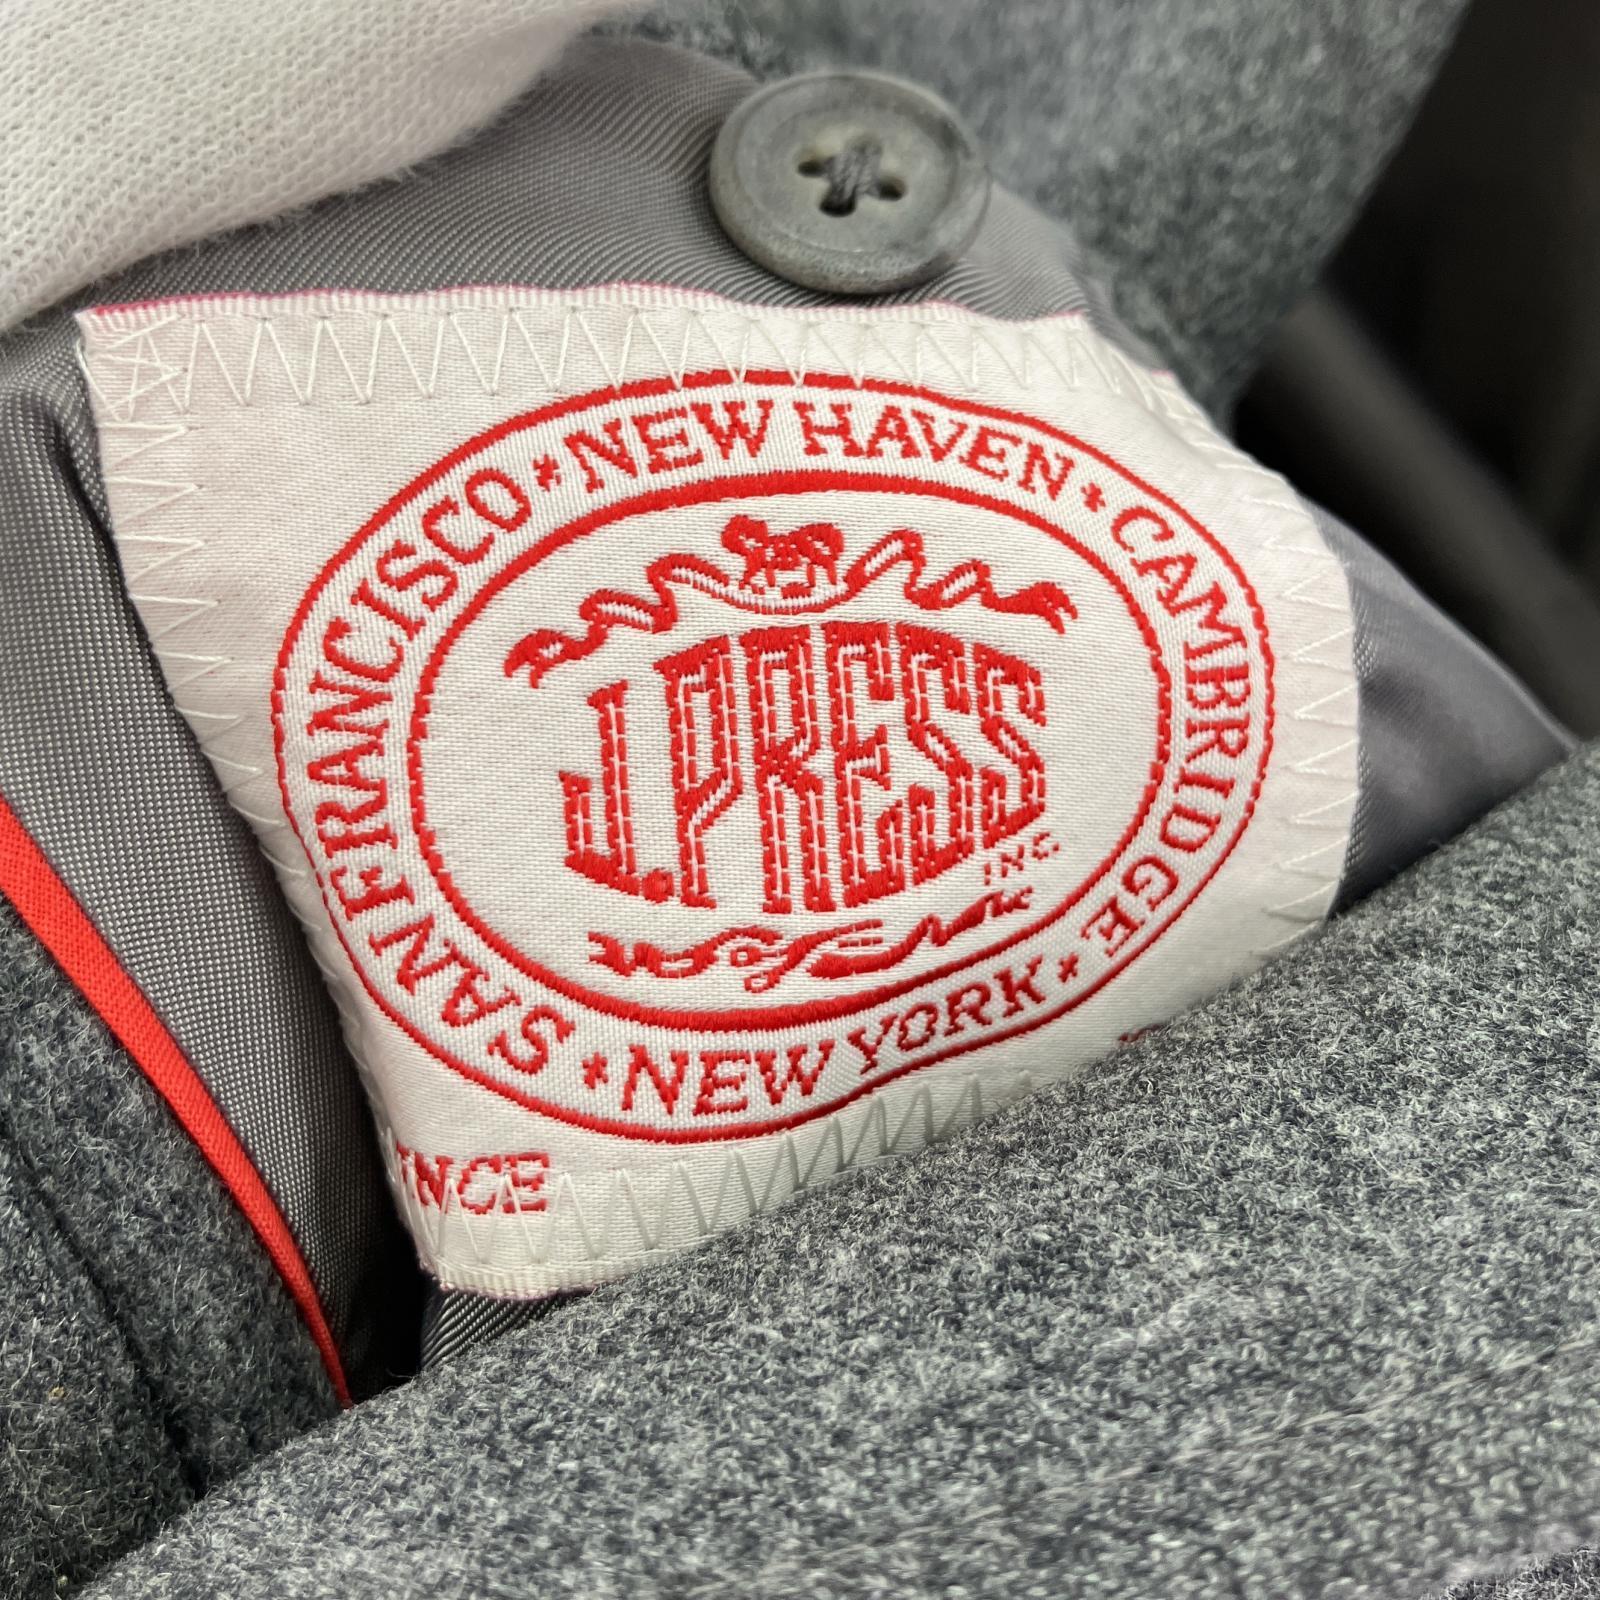 SAN FRANCISCO * NEW HAVEN * CAMBRIDGE * NEW YORK *
J. PRESS
INC.